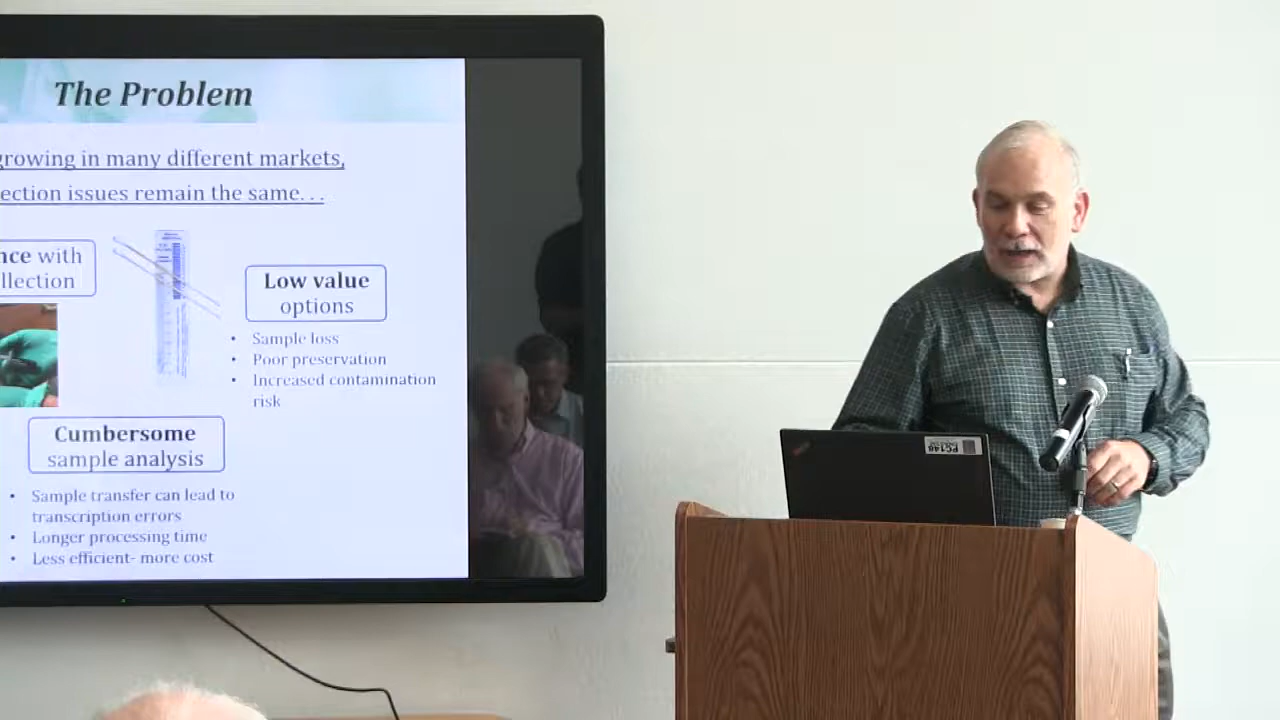 The Problem
growing in many different markets,
ection issues remain the same. . .
nce with
llection
Low value
options
• Sample loss
• Poor preservation
• Increased contamination
risk
Cumbersome
sample analysis
• Sample transfer can lead to
transcription errors
• Longer processing time
• Less efficient- more cost
PC146